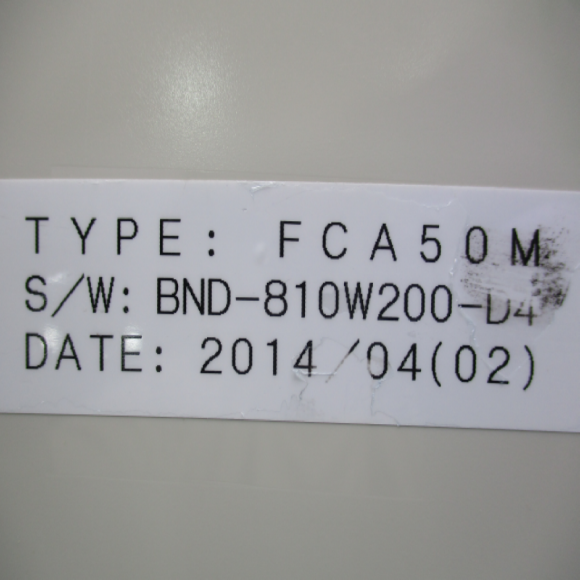 TYPE: FCA50M
S/W: BND-810W200-D4
DATE: 2014/04(02)